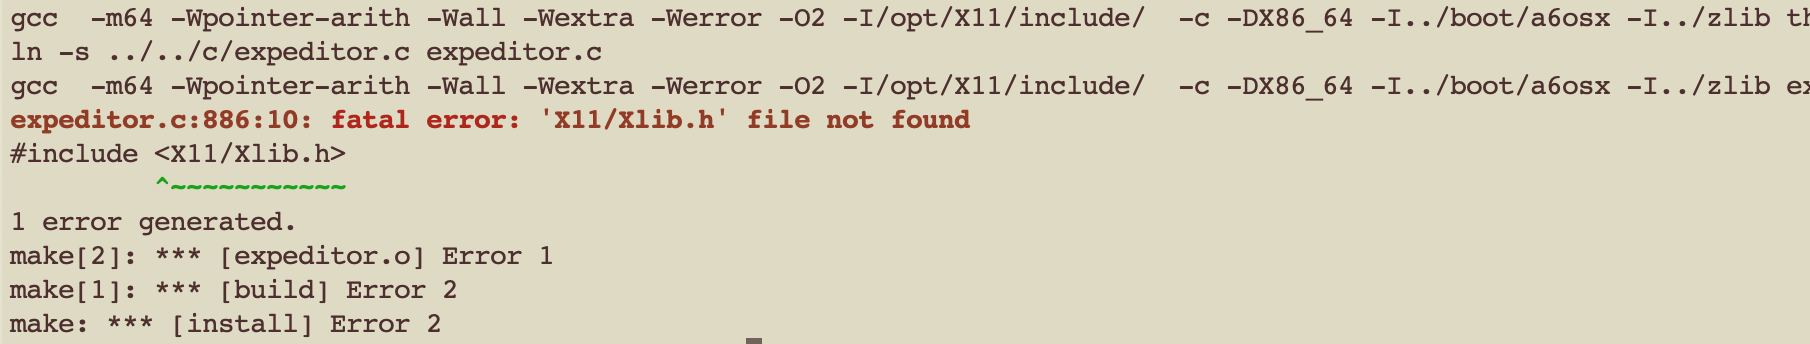 gcc  -m64 -Wpointer-arith -Wall -Wextra -Werror -O2 -I/opt/X11/include/  -c -DX86_64 -I../boot/a6osx -I../zlib
ln -s ../../c/expeditor.c expeditor.c
gcc  -m64 -Wpointer-arith -Wall -Wextra -Werror -O2 -I/opt/X11/include/  -c -DX86_64 -I../boot/a6osx -I../zlib
expeditor.c:886:10: fatal error: 'X11/Xlib.h' file not found
#include <X11/Xlib.h>
         ^~~~~~~~~~~~
1 error generated.
make[2]: *** [expeditor.o] Error 1
make[1]: *** [build] Error 2
make: *** [install] Error 2